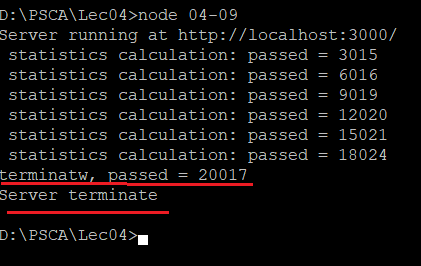 D:\PSCA\Lec04>node 04-09
Server running at http://localhost:3000/
statistics calculation: passed = 3015
statistics calculation: passed = 6016
statistics calculation: passed = 9019
statistics calculation: passed = 12020
statistics calculation: passed = 15021
statistics calculation: passed = 18024
terminatw, passed = 20017
Server terminate
D:\PSCA\Lec04>